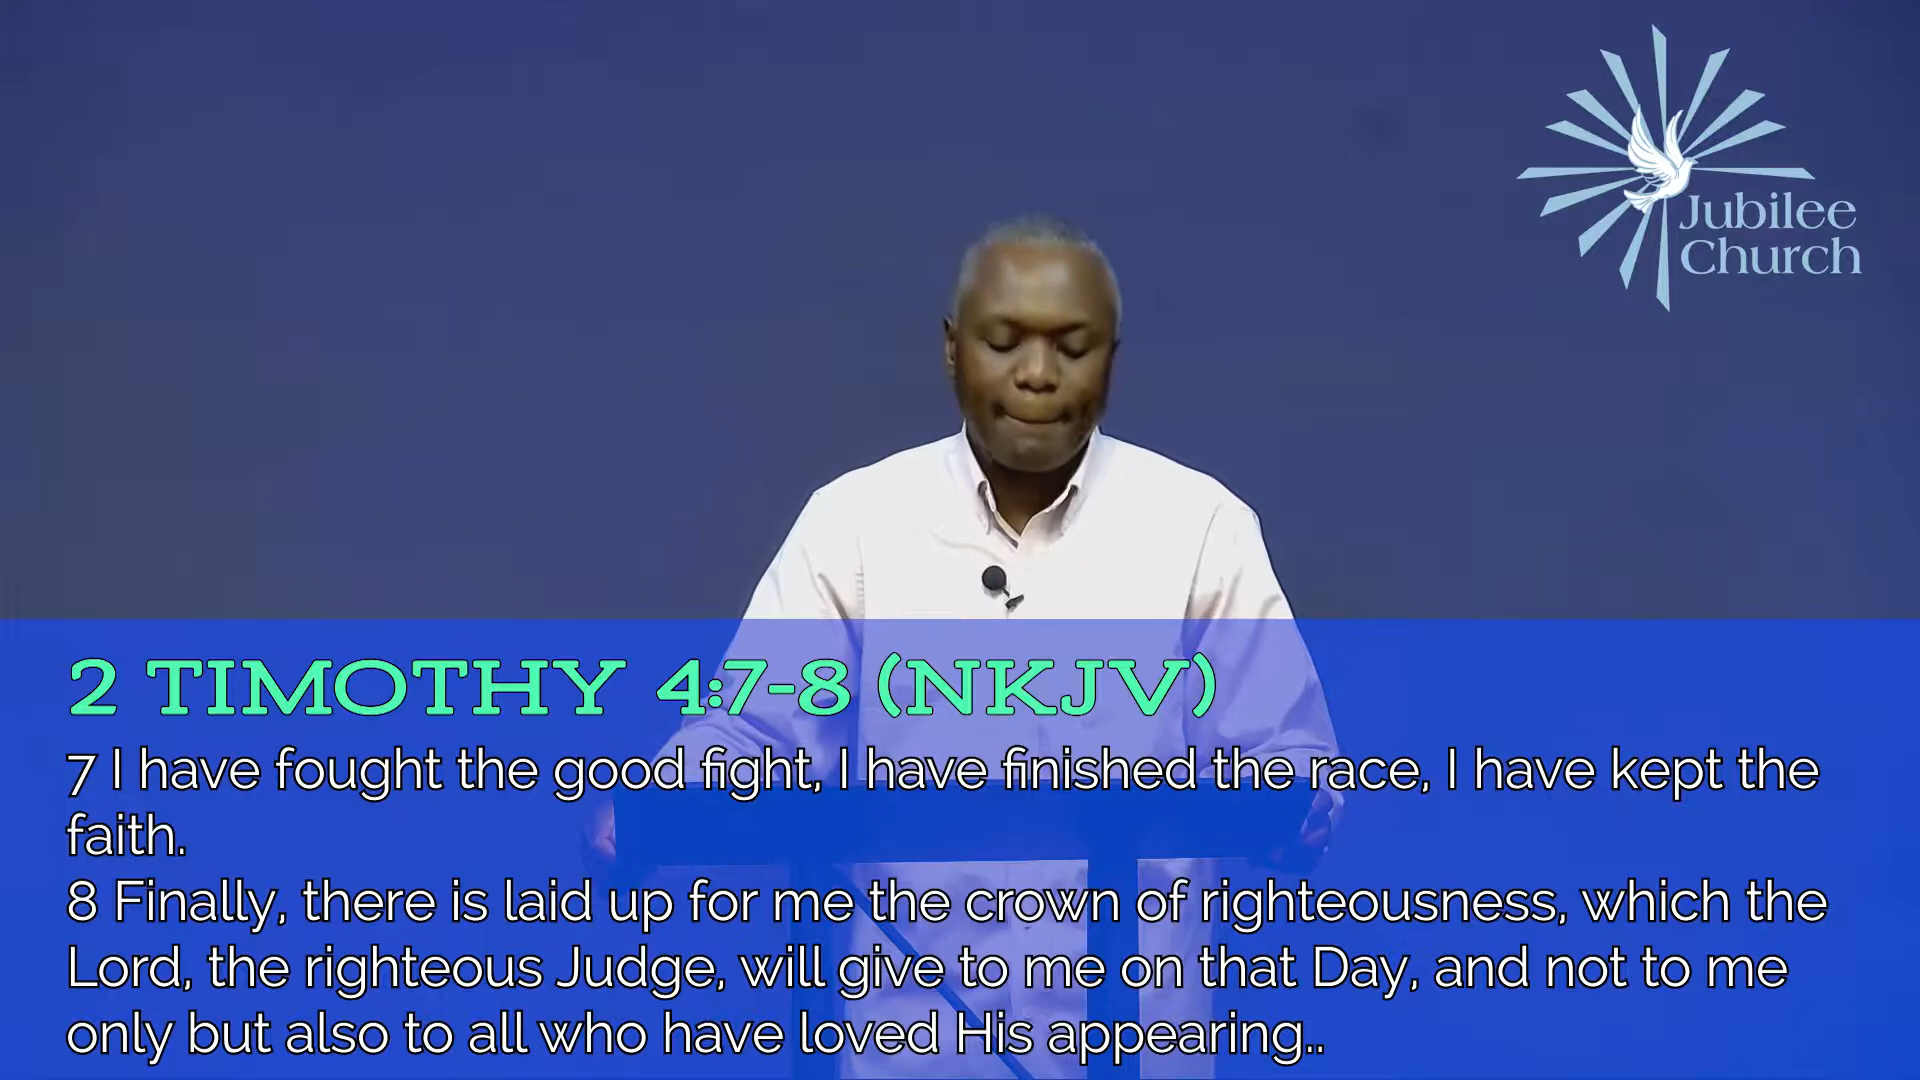 Jubilee
Church
2 TIMOTHY 4:7-8 (NKJV)
7 I have fought the good fight, I have finished the race, I have kept the
faith.
8 Finally, there is laid up for me the crown of righteousness, which the
Lord, the righteous Judge, will give to me on that Day, and not to me
only but also to all who have loved His appearing..